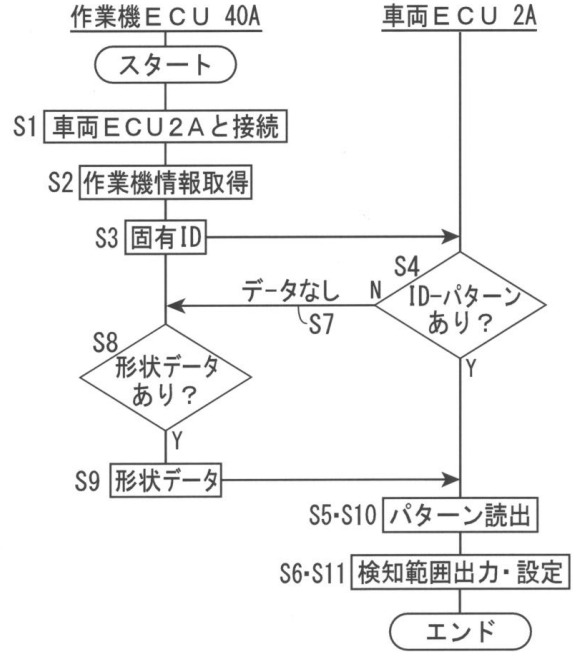 作業機ECU 40A
車両ECU 2A
スタート
S1 車両ECU2Aと接続
S2 作業機情報取得
S3 固有ID
S4
ID-パターン
あり?
N
データなし
S7
S8
形状データ
あり?
Y
Y
S9 形状データ
S5・S10 パターン読出
S6・S11 検知範囲出力・設定
エンド